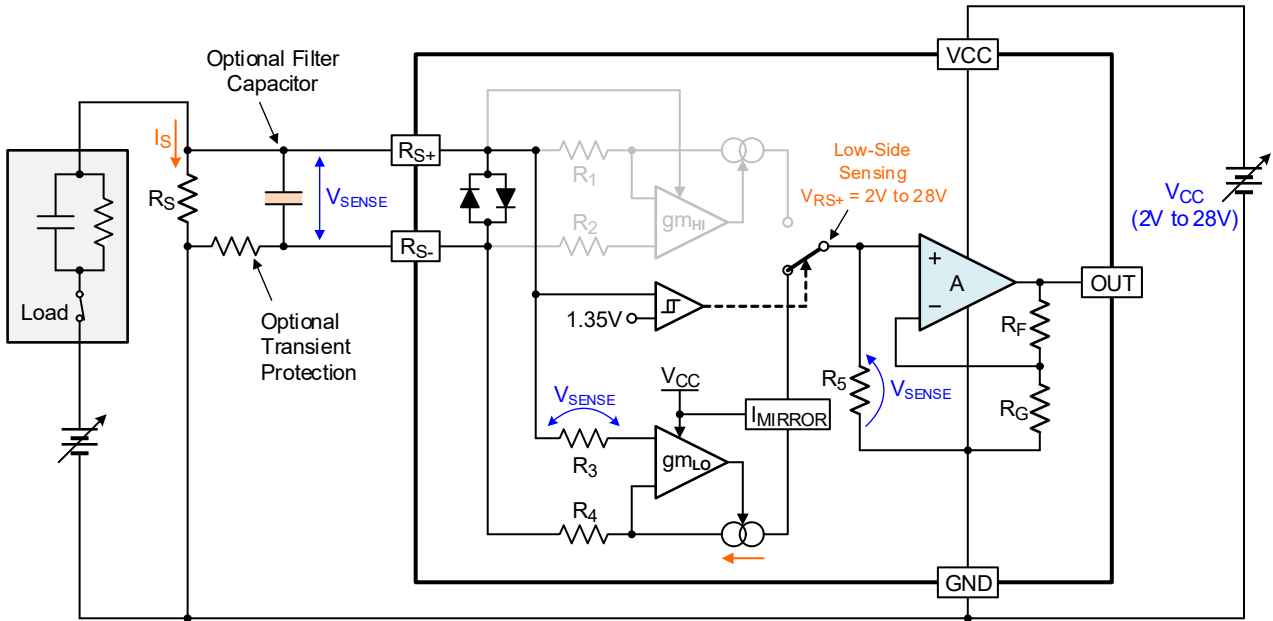 Optional Filter
Capacitor
IS
RS
VSENSE
Load
Optional
Transient
Protection
RS+
RS-
R1
R2
gmHI
1.35V
Low-Side
Sensing
VRS+ = 2V to 28V
VCC
VSENSE
R3
R4
gmLO
IMIRROR
R5
VSENSE
+
A
−
RF
RG
VCC
OUT
GND
VCC
(2V to 28V)